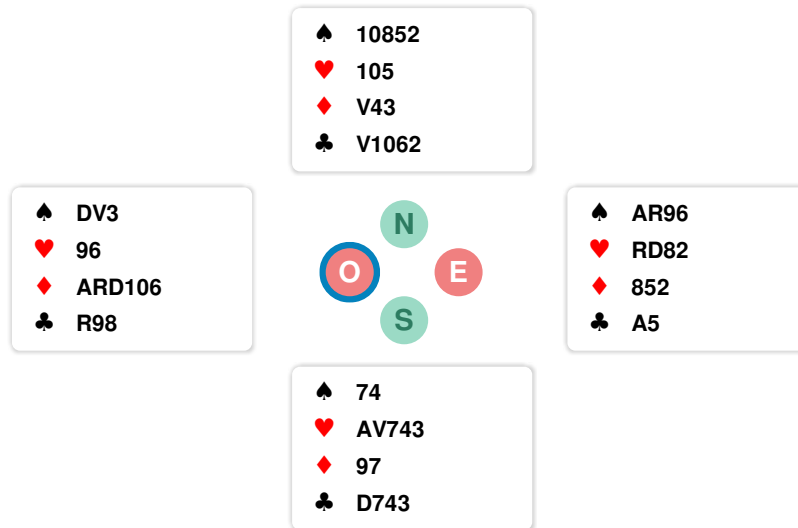 ♠ 10852
♥ 105
♦ V43
♣ V1062
♠ DV3
♥ 96
♦ ARD106
♣ R98
N
O E
S
♠ AR96
♥ RD82
♦ 852
♣ A5
♠ 74
♥ AV743
♦ 97
♣ D743